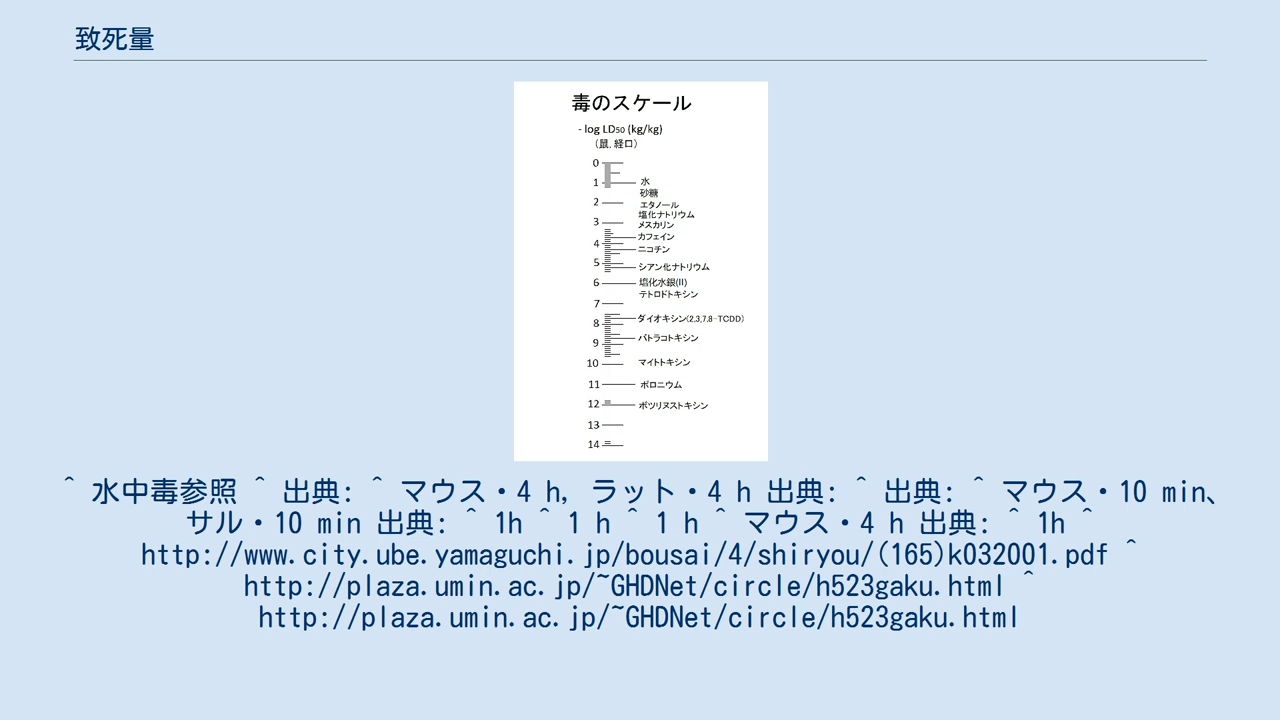 致死量
毒のスケール
- log LD50 (kg/kg)
（鼠、経口）
0
1 水
砂糖
2 エタノール
塩化ナトリウム
3 メスカリン
カフェイン
4 ニコチン
5 シアン化ナトリウム
6 塩化水銀(II)
テトロドトキシン
7
8 ダイオキシン(2,3,7,8-TCDD)
9 バトラコトキシン
10 マイトトキシン
11 ポロニウム
12 ボツリヌストキシン
13
14
^ 水中毒参照 ^ 出典: ^ マウス・4 h, ラット・4 h 出典: ^ 出典: ^ マウス・10 min、
サル・10 min 出典: ^ 1h ^ 1 h ^ 1 h ^ マウス・4 h 出典: ^ 1h ^
http://www.city.ube.yamaguchi.jp/bousai/4/shiryou/(165)k032001.pdf ^
http://plaza.umin.ac.jp/~GHDNet/circle/h523gaku.html ^
http://plaza.umin.ac.jp/~GHDNet/circle/h523gaku.html